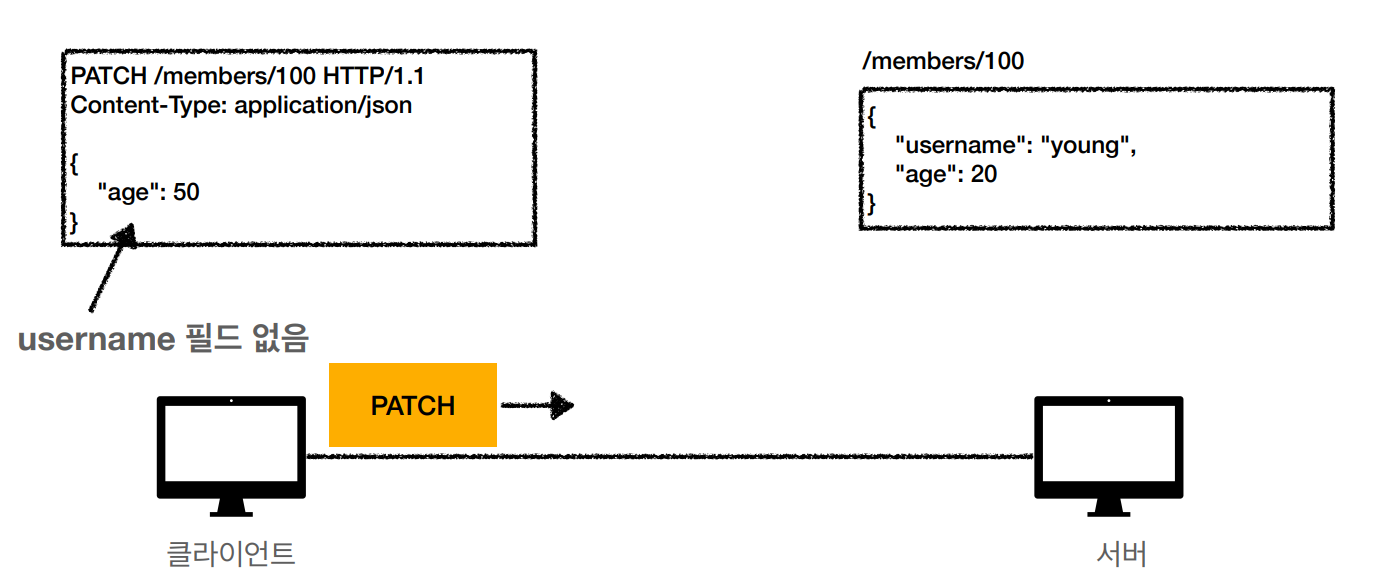 PATCH /members/100 HTTP/1.1
Content-Type: application/json
{
"age": 50
}
username 필드 없음
/members/100
{
"username": "young",
"age": 20
}
PATCH
클라이언트
서버